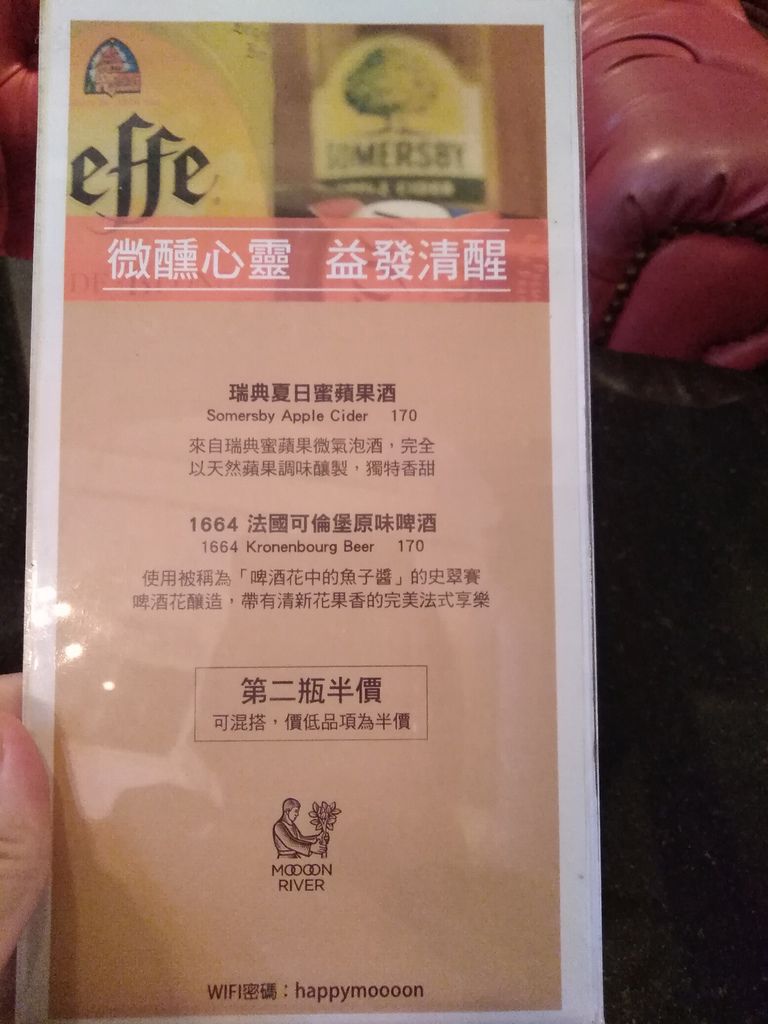 effe
SOMERSBY
APPLE CIDER
微醺心靈 益發清醒
瑞典夏日蜜蘋果酒
Somersby Apple Cider 170
來自瑞典蜜蘋果微氣泡酒，完全
以天然蘋果調味釀製，獨特香甜
1664 法國可倫堡原味啤酒
1664 Kronenbourg Beer 170
使用被稱為「啤酒花中的魚子醬」的史翠賽
啤酒花釀造，帶有清新花果香的完美法式享樂
第二瓶半價
可混搭，價低品項為半價
MOOOON
RIVER
WIFI密碼：happymoooon